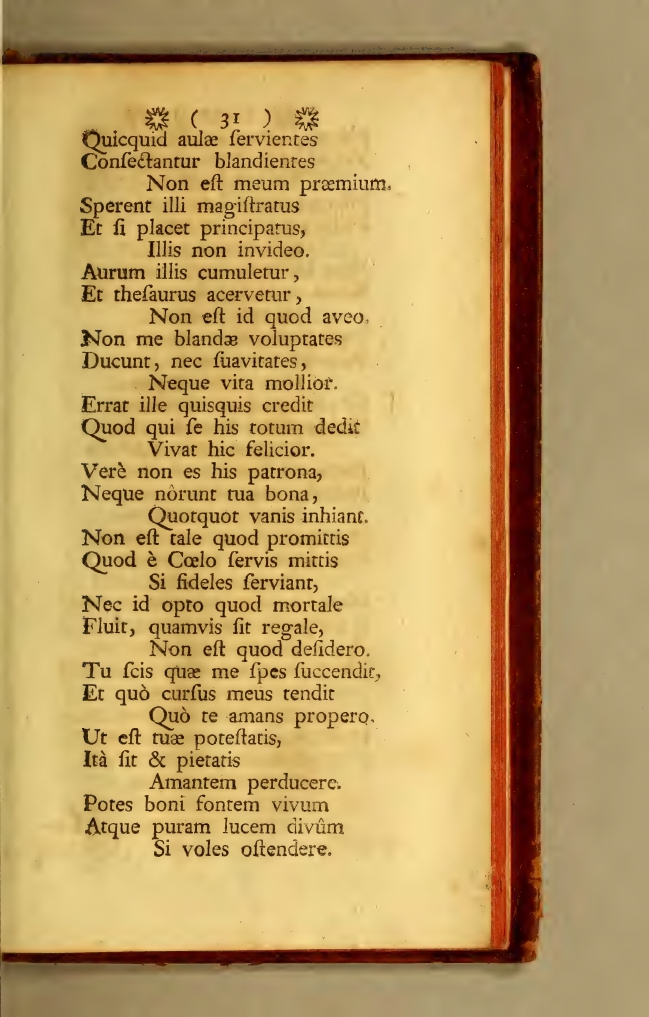 ( 31 )
Quicquid aulæ ſervientes
Conſectantur blandientes
Non eſt meum præmium.
Sperent illi magiſtratus
Et ſi placet principatus,
Illis non invideo.
Aurum illis cumuletur,
Et theſaurus acervetur,
Non eſt id quod aveo.
Non me blandæ voluptates
Ducunt, nec ſuavitates,
Neque vita mollior.
Errat ille quisquis credit
Quod qui ſe his totum dedit
Vivat hic felicior.
Verè non es his patrona,
Neque nôrunt tua bona,
Quotquot vanis inhiant.
Non eſt tale quod promittis
Quod è Cœlo ſervis mittis
Si fideles ſerviant,
Nec id opto quod mortale
Fluit, quamvis ſit regale,
Non eſt quod deſidero.
Tu ſcis quæ me ſpes ſuccendit,
Et quò curſus meus tendit
Quò te amans propero.
Ut eſt tuæ poteſtatis,
Ità ſit & pietatis
Amantem perducere.
Potes boni fontem vivum
Atque puram lucem divûm
Si voles oſtendere.